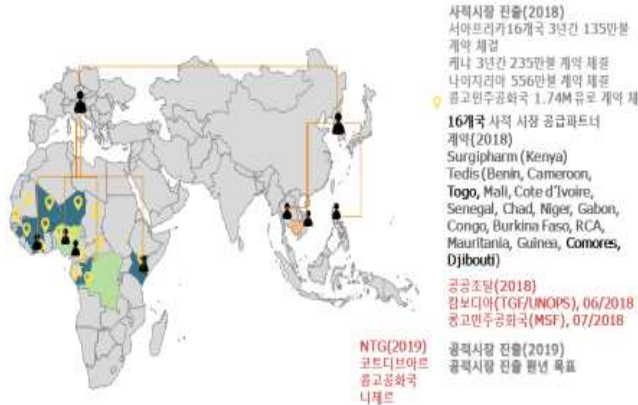 사적시장 진출(2018)
서아프리카16개국 3년간 135만불
계약 체결
케냐 3년간 235만불 계약 체결
나이지리아 556만불 계약 체결
콩고민주공화국 1.74M 유로 계약 체
16개국 사적 시장 공급파트너
계약(2018)
Surgipharm (Kenya)
Tedis (Benin, Cameroon,
Togo, Mali, Cote d'Ivoire,
Senegal, Chad, Niger, Gabon,
Congo, Burkina Faso, RCA,
Mauritania, Guinea, Comores,
Djibouti)
공공조달(2018)
캄보디아(TGF/UNOPS), 06/2018
콩고민주공화국(MSF), 07/2018
NTG(2019)
코트디브아르
콩고공화국
니제르
공적시장 진출(2019)
공적시장 진출 원년 목표